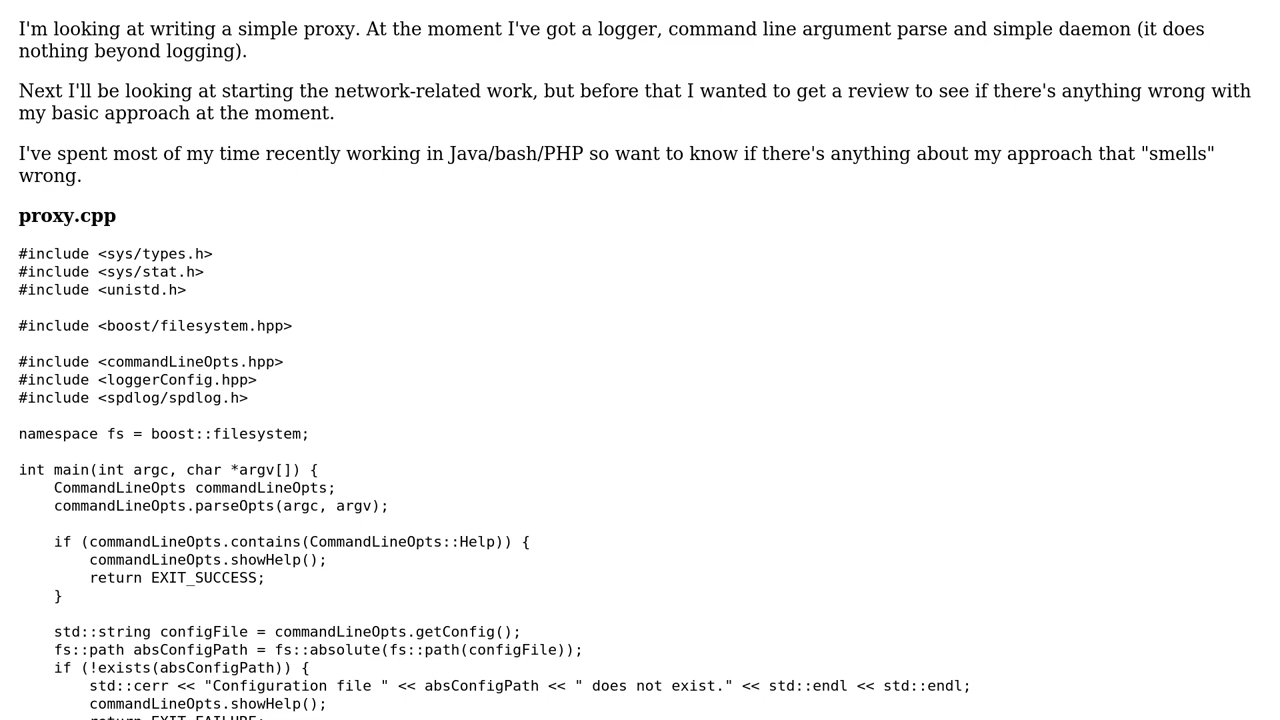 I'm looking at writing a simple proxy. At the moment I've got a logger, command line argument parse and simple daemon (it does
nothing beyond logging).
Next I'll be looking at starting the network-related work, but before that I wanted to get a review to see if there's anything wrong with
my basic approach at the moment.
I've spent most of my time recently working in Java/bash/PHP so want to know if there's anything about my approach that "smells"
wrong.
proxy.cpp
#include <sys/types.h>
#include <sys/stat.h>
#include <unistd.h>
#include <boost/filesystem.hpp>
#include <commandLineOpts.hpp>
#include <loggerConfig.hpp>
#include <spdlog/spdlog.h>
namespace fs = boost::filesystem;
int main(int argc, char *argv[]) {
    CommandLineOpts commandLineOpts;
    commandLineOpts.parseOpts(argc, argv);
    if (commandLineOpts.contains(CommandLineOpts::Help)) {
        commandLineOpts.showHelp();
        return EXIT_SUCCESS;
    }
    std::string configFile = commandLineOpts.getConfig();
    fs::path absConfigPath = fs::absolute(fs::path(configFile));
    if (!exists(absConfigPath)) {
        std::cerr << "Configuration file " << absConfigPath << " does not exist." << std::endl << std::endl;
        commandLineOpts.showHelp();
        return EXIT_FAILURE;